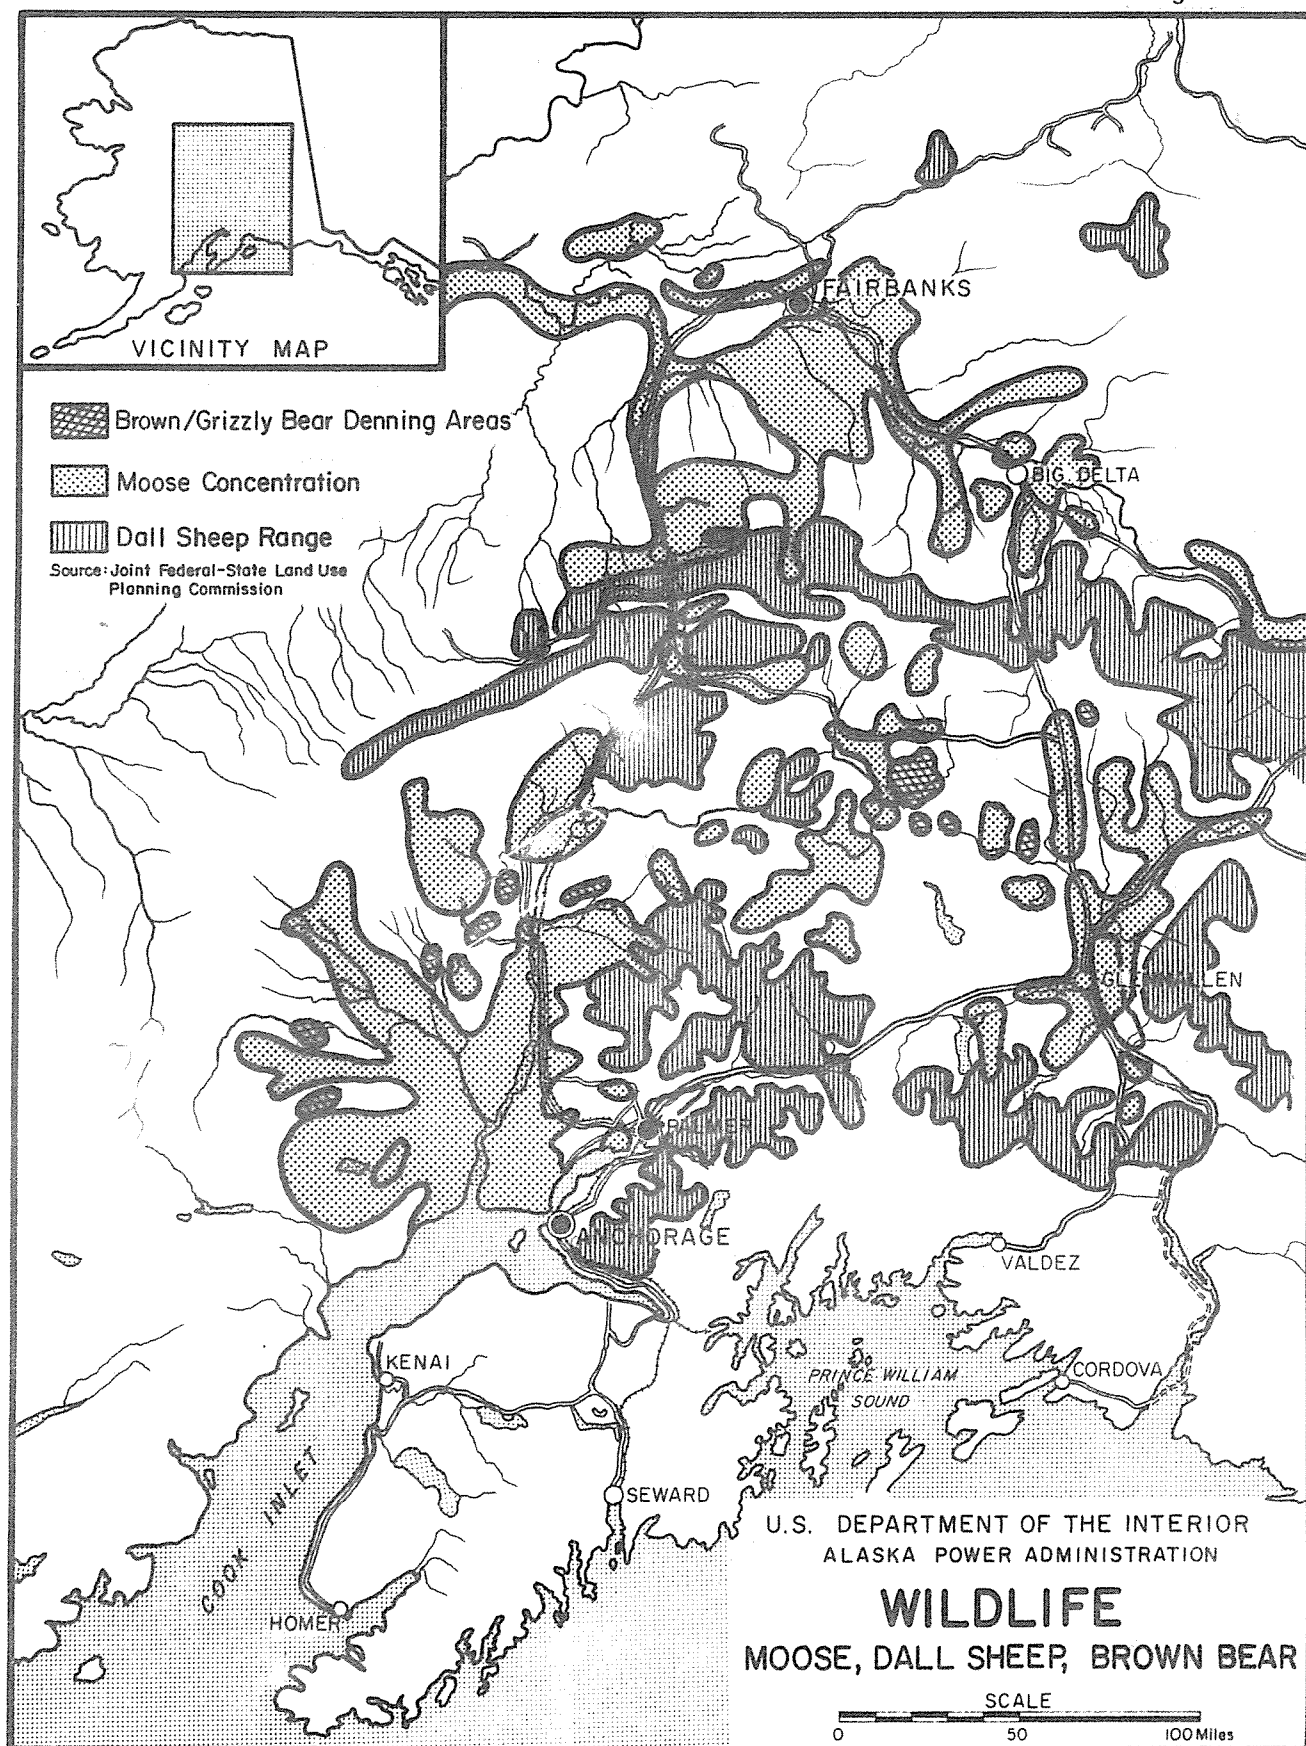 VICINITY MAP
Brown/Grizzly Bear Denning Areas
Moose Concentration
Dall Sheep Range
Source: Joint Federal-State Land Use
Planning Commission
FAIRBANKS
BIG DELTA
PALMER
ANCHORAGE
VALDEZ
KENAI
PRINCE WILLIAM
SOUND
CORDOVA
COOK INLET
SEWARD
HOMER
U.S. DEPARTMENT OF THE INTERIOR
ALASKA POWER ADMINISTRATION
WILDLIFE
MOOSE, DALL SHEEP, BROWN BEAR
SCALE
0 50 100 Miles